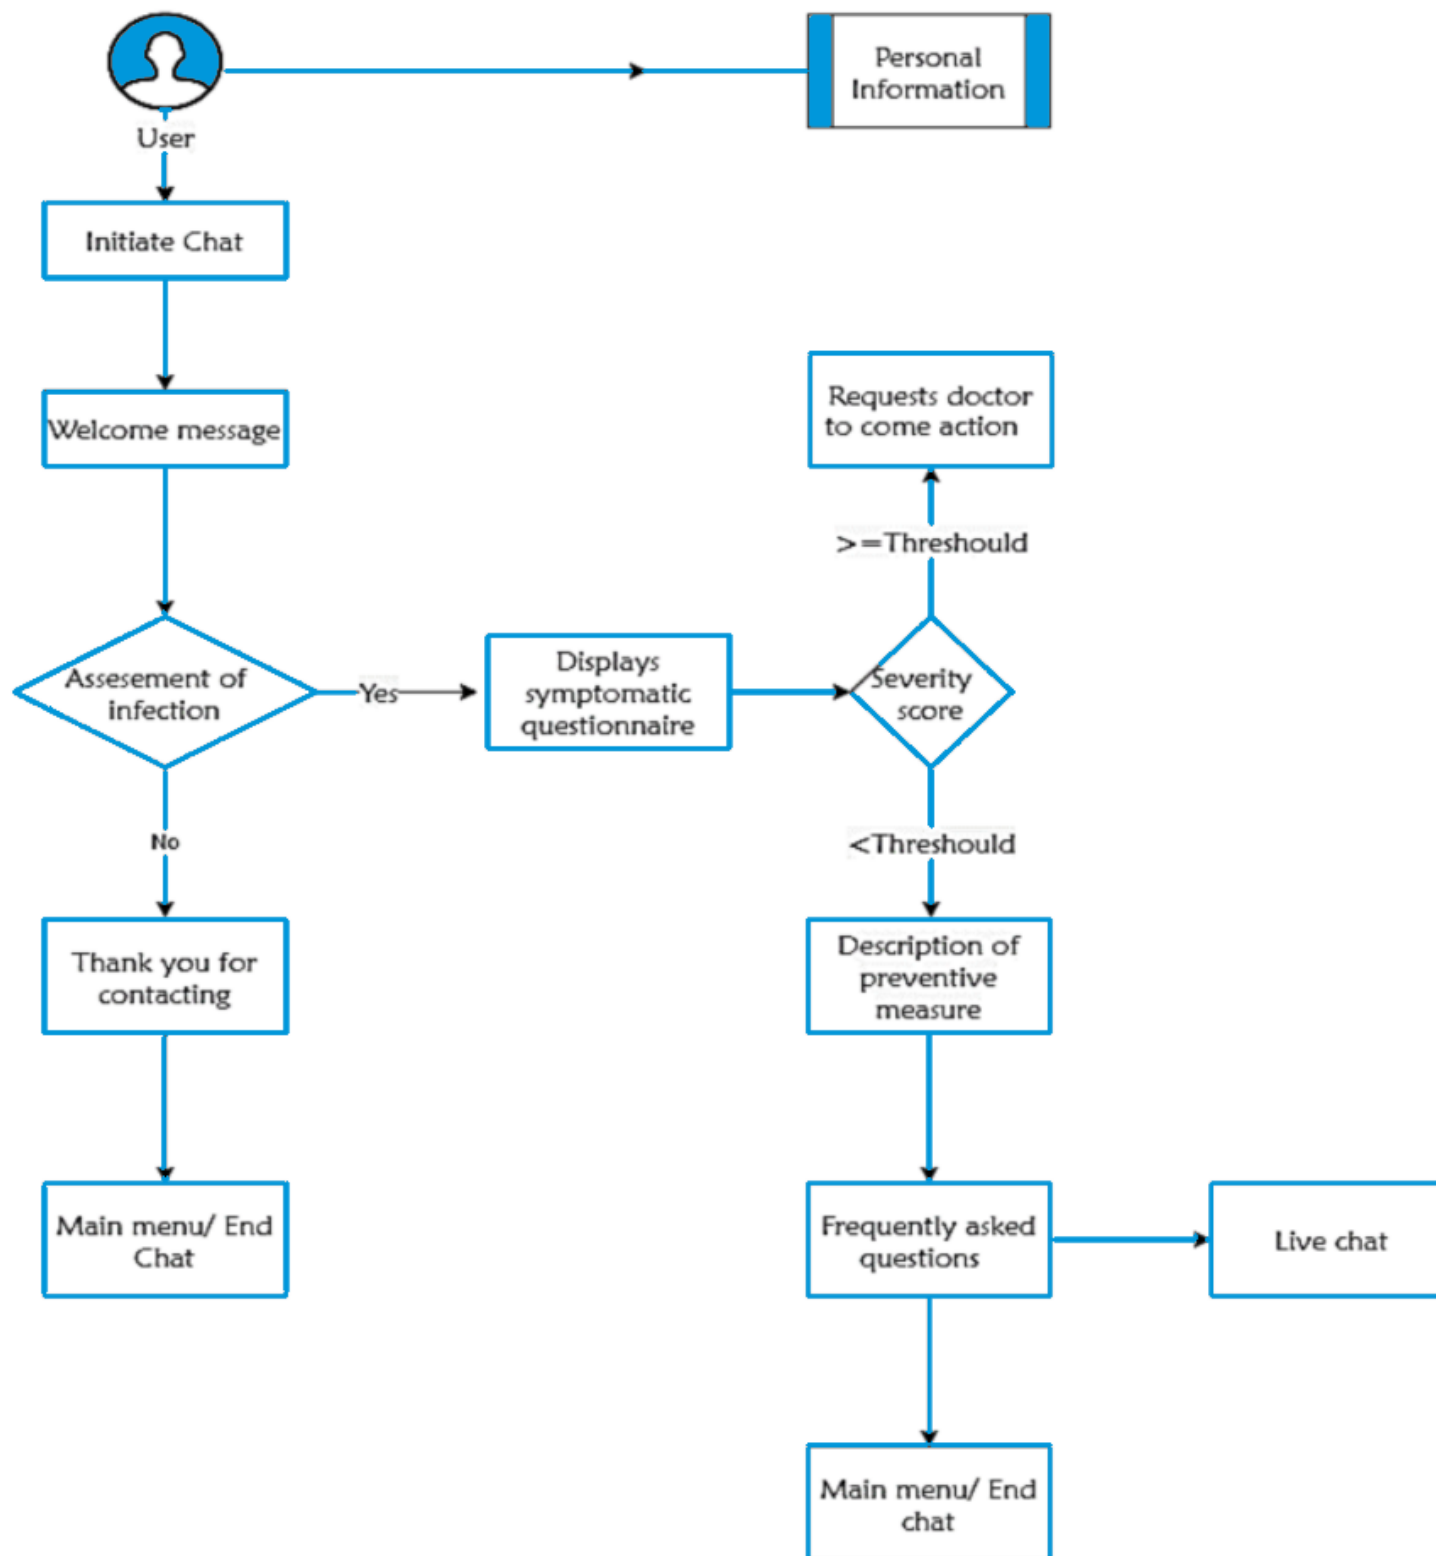 Personal
Information
User
Initiate Chat
Welcome message
Requests doctor
to come action
>=Threshould
Assesement of
infection
Yes
Displays
symptomatic
questionnaire
Severity
score
No
<Threshould
Thank you for
contacting
Description of
preventive
measure
Main menu/ End
Chat
Frequently asked
questions
Live chat
Main menu/ End
chat